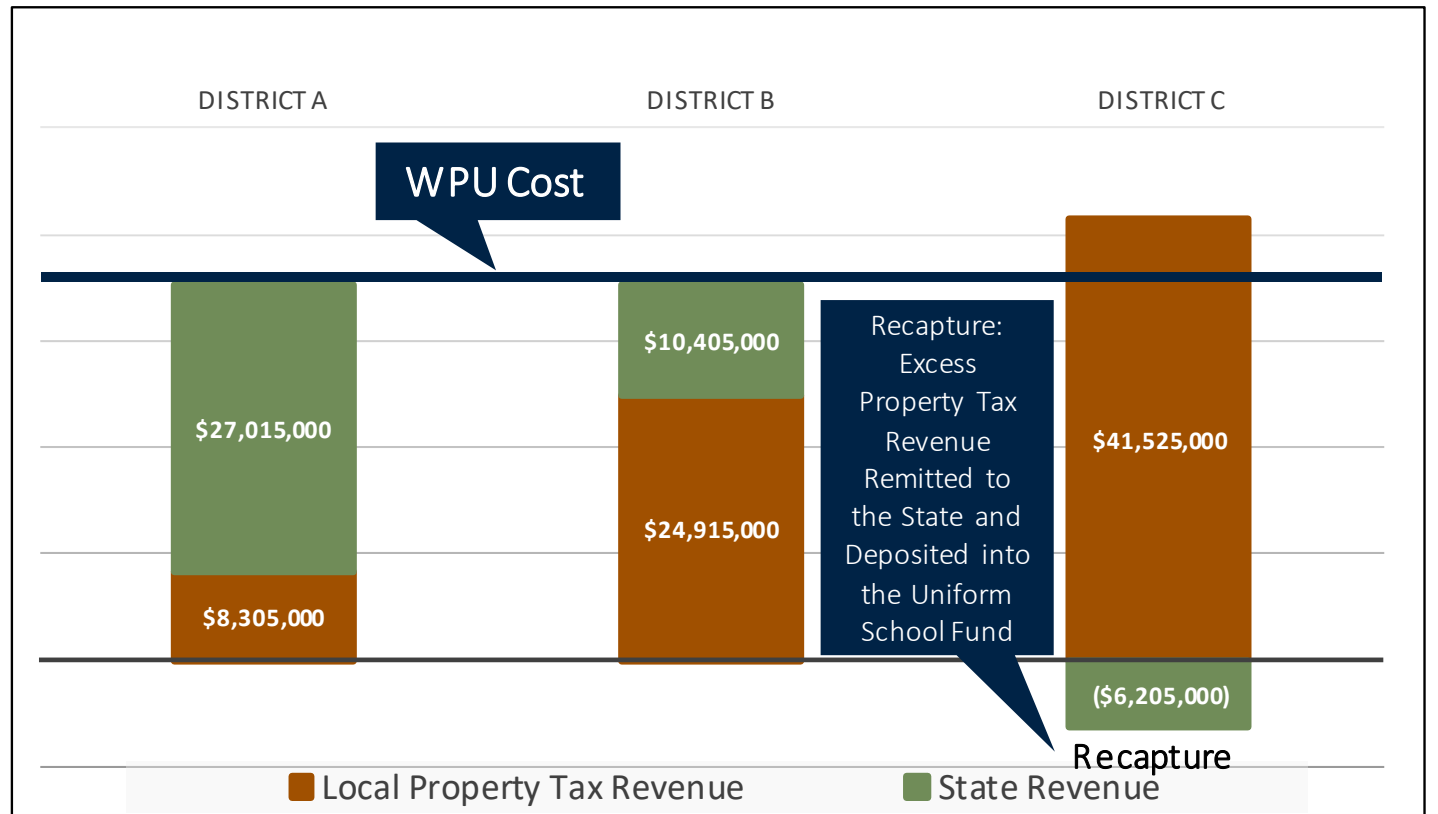 DISTRICT A
DISTRICT B
DISTRICT C
WPU Cost
$27,015,000
$8,305,000
$10,405,000
$24,915,000
Recapture:
Excess
Property Tax
Revenue
Remitted to
the State and
Deposited into
the Uniform
School Fund
$41,525,000
($6,205,000)
Recapture
Local Property Tax Revenue
State Revenue